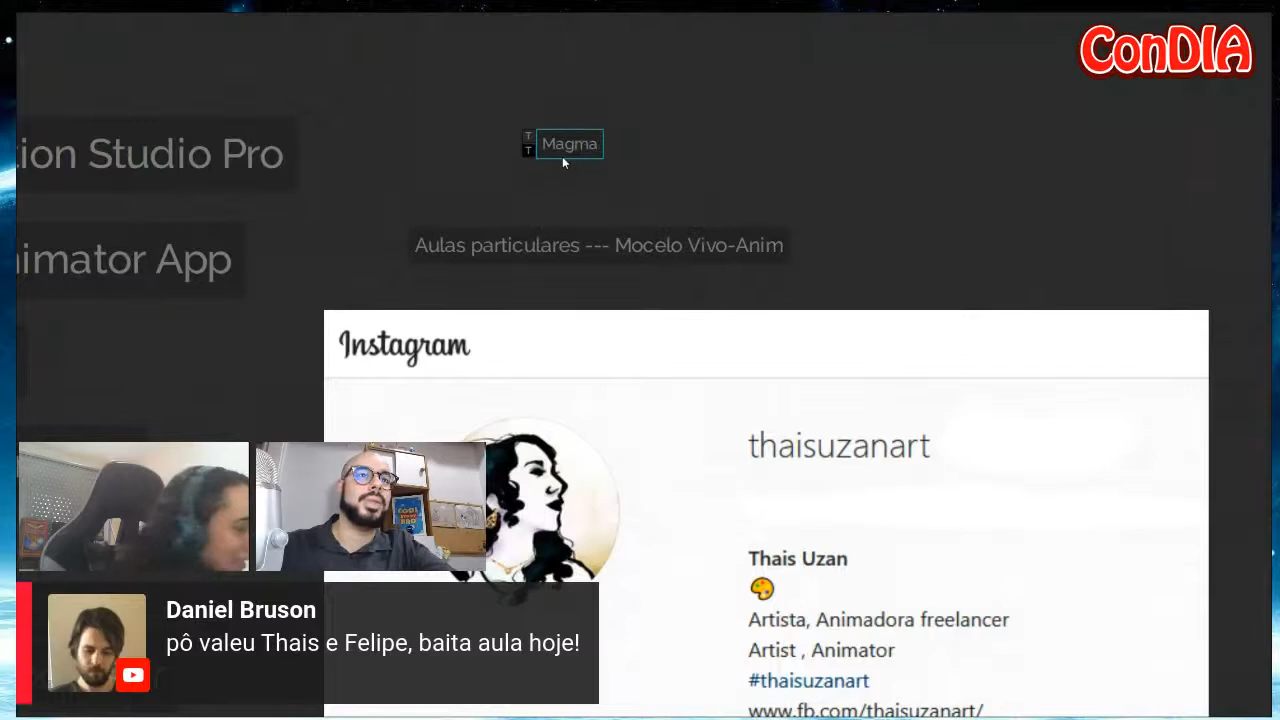 ConDIA
tion Studio Pro
T
T
Magma
Aulas particulares --- Mocelo Vivo-Anim
nimator App
Instagram
thaisuzanart
Thais Uzan
Artista, Animadora freelancer
Artist , Animator
#thaisuzanart
www.fb.com/thaisuzanart/
Daniel Bruson
pô valeu Thais e Felipe, baita aula hoje!